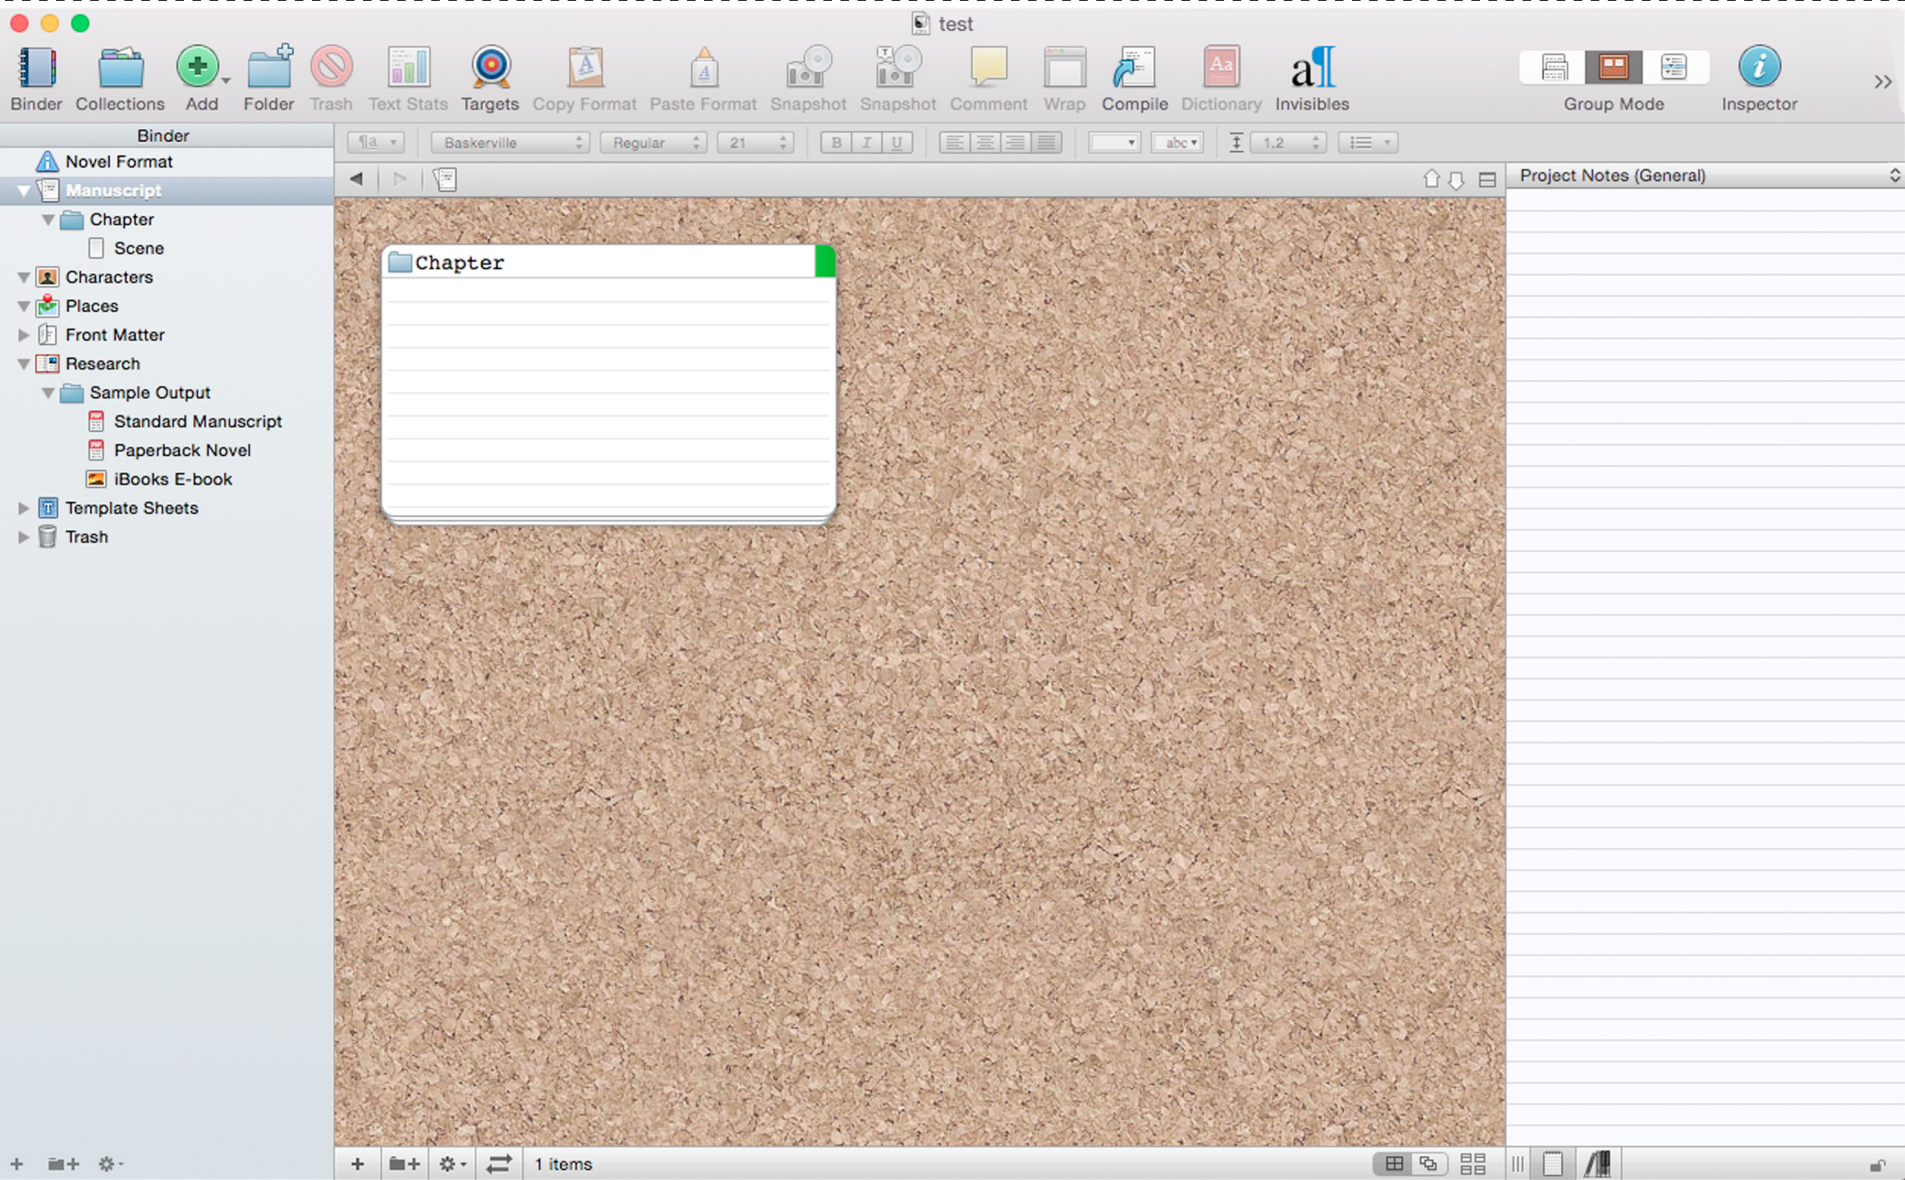 test
Binder Collections Add Folder Trash Text Stats Targets Copy Format Paste Format Snapshot Snapshot Comment Wrap Compile Dictionary Invisibles Group Mode Inspector
Binder
¶a Baskerville Regular 21 B I U abc 1.2
Novel Format
Manuscript
Chapter
Scene
Characters
Places
Front Matter
Research
Sample Output
Standard Manuscript
Paperback Novel
iBooks E-book
Template Sheets
Trash
Chapter
Project Notes (General)
1 items